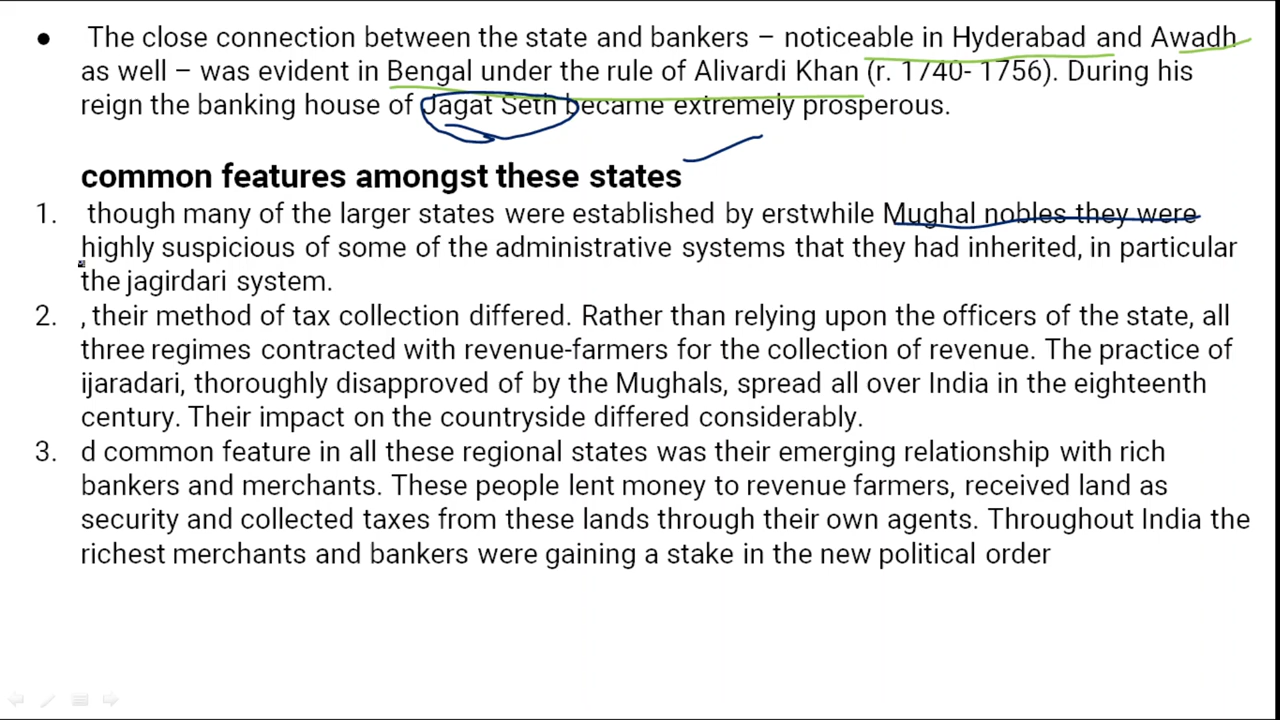 ● The close connection between the state and bankers – noticeable in Hyderabad and Awadh
as well – was evident in Bengal under the rule of Alivardi Khan (r. 1740- 1756). During his
reign the banking house of Jagat Seth became extremely prosperous.
common features amongst these states
1. though many of the larger states were established by erstwhile Mughal nobles they were
highly suspicious of some of the administrative systems that they had inherited, in particular
the jagirdari system.
2. , their method of tax collection differed. Rather than relying upon the officers of the state, all
three regimes contracted with revenue-farmers for the collection of revenue. The practice of
ijaradari, thoroughly disapproved of by the Mughals, spread all over India in the eighteenth
century. Their impact on the countryside differed considerably.
3. d common feature in all these regional states was their emerging relationship with rich
bankers and merchants. These people lent money to revenue farmers, received land as
security and collected taxes from these lands through their own agents. Throughout India the
richest merchants and bankers were gaining a stake in the new political order